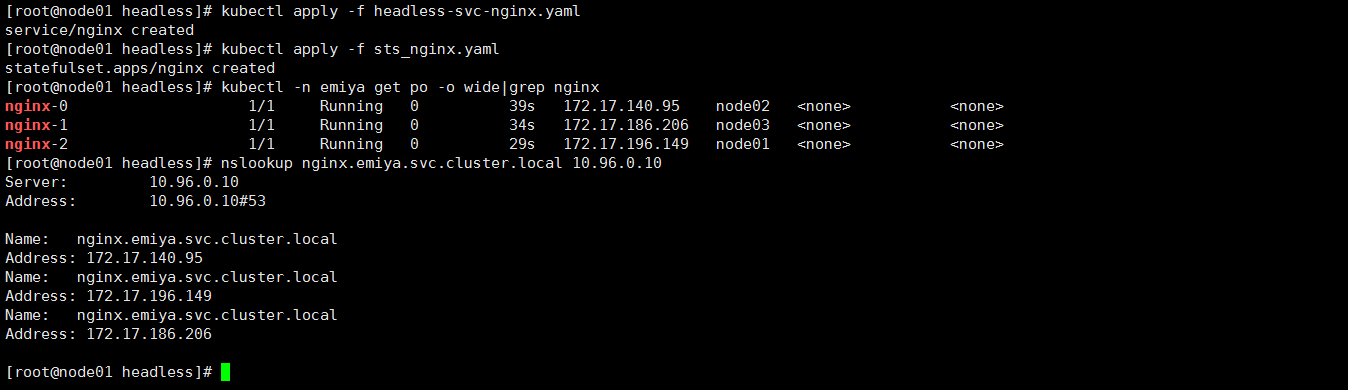 [root@node01 headless]# kubectl apply -f headless-svc-nginx.yaml
service/nginx created
[root@node01 headless]# kubectl apply -f sts_nginx.yaml
statefulset.apps/nginx created
[root@node01 headless]# kubectl -n emiya get po -o wide|grep nginx
nginx-0                    1/1     Running   0          39s   172.17.140.95    node02   <none>           <none>
nginx-1                    1/1     Running   0          34s   172.17.186.206   node03   <none>           <none>
nginx-2                    1/1     Running   0          29s   172.17.196.149   node01   <none>           <none>
[root@node01 headless]# nslookup nginx.emiya.svc.cluster.local 10.96.0.10
Server:         10.96.0.10
Address:        10.96.0.10#53
Name:   nginx.emiya.svc.cluster.local
Address: 172.17.140.95
Name:   nginx.emiya.svc.cluster.local
Address: 172.17.196.149
Name:   nginx.emiya.svc.cluster.local
Address: 172.17.186.206
[root@node01 headless]#